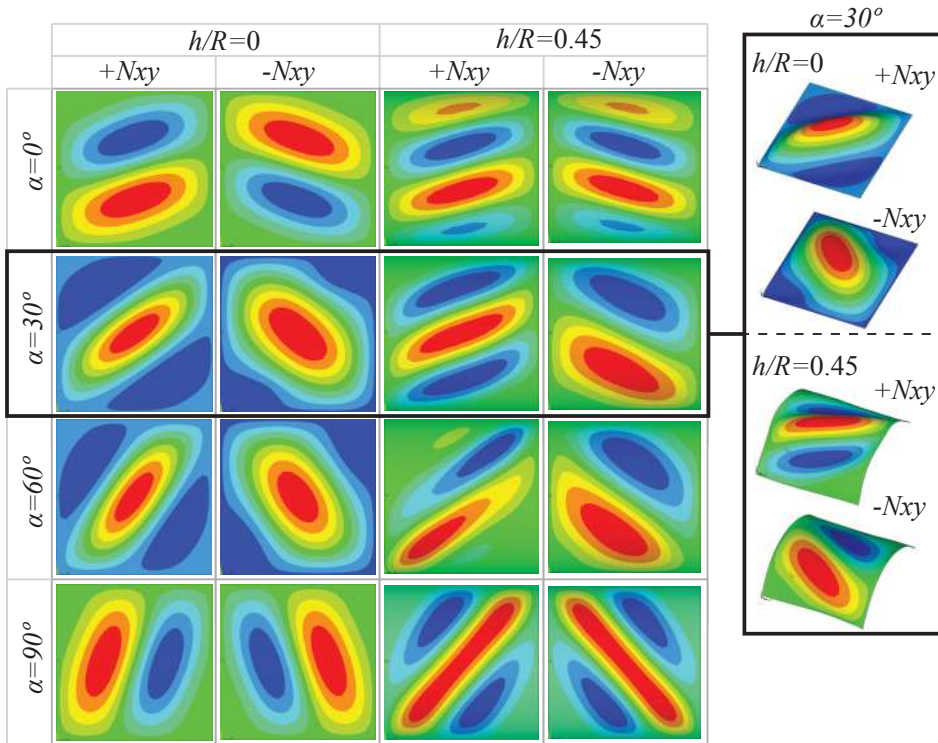 h/R=0 h/R=0.45
+Nxy -Nxy +Nxy -Nxy
α=0º
α=30º
α=60º
α=90º
α=30º
h/R=0
+Nxy
-Nxy
h/R=0.45
+Nxy
-Nxy